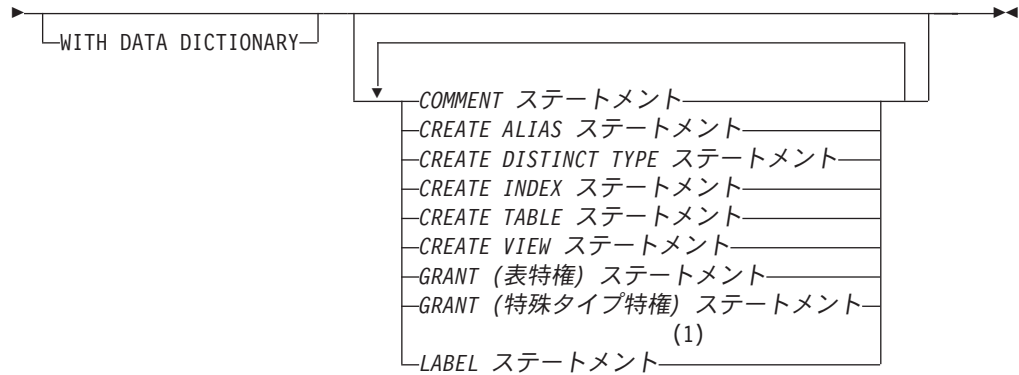 WITH DATA DICTIONARY
COMMENT ステートメント
CREATE ALIAS ステートメント
CREATE DISTINCT TYPE ステートメント
CREATE INDEX ステートメント
CREATE TABLE ステートメント
CREATE VIEW ステートメント
GRANT (表特権) ステートメント
GRANT (特殊タイプ特権) ステートメント
(1)
LABEL ステートメント